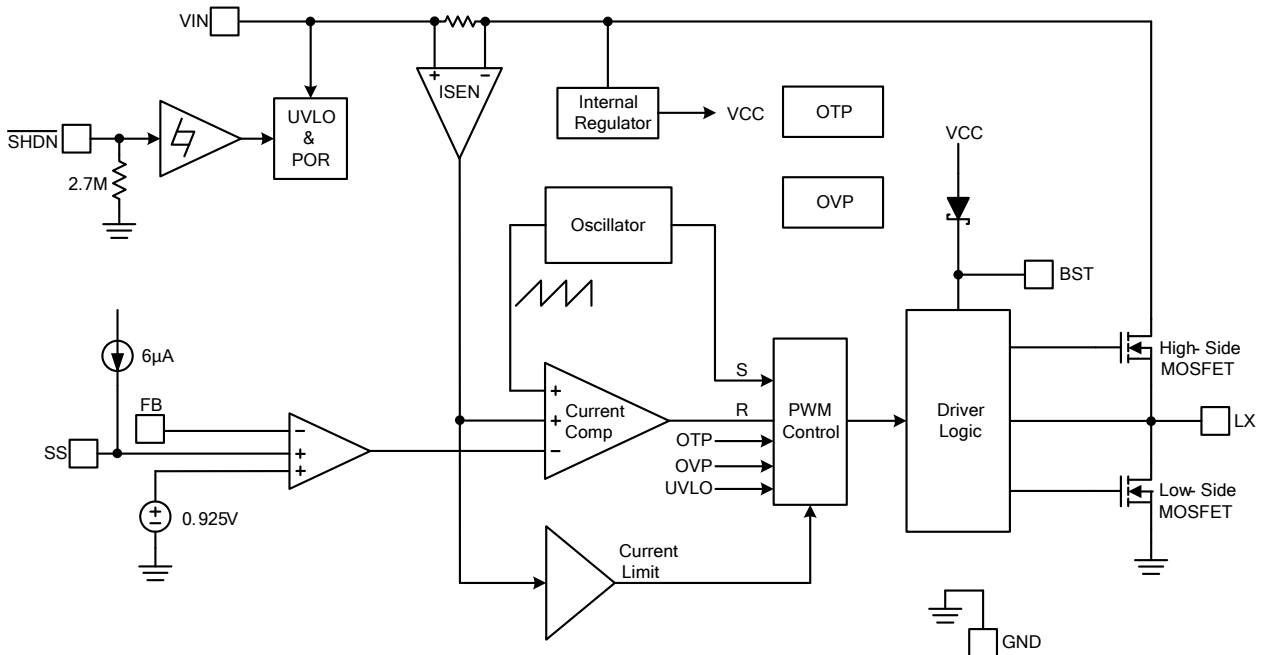 VIN
+ −
ISEN
UVLO
&
POR
Internal
Regulator
VCC
OTP
SHDN
2.7M
VCC
OVP
Oscillator
BST
6µA
High- Side
MOSFET
S
FB
+
Current
Comp
+
−
R
PWM
Control
Driver
Logic
LX
−
SS
+
+
OTP
OVP
UVLO
Low- Side
MOSFET
+
−
0.925V
Current
Limit
GND